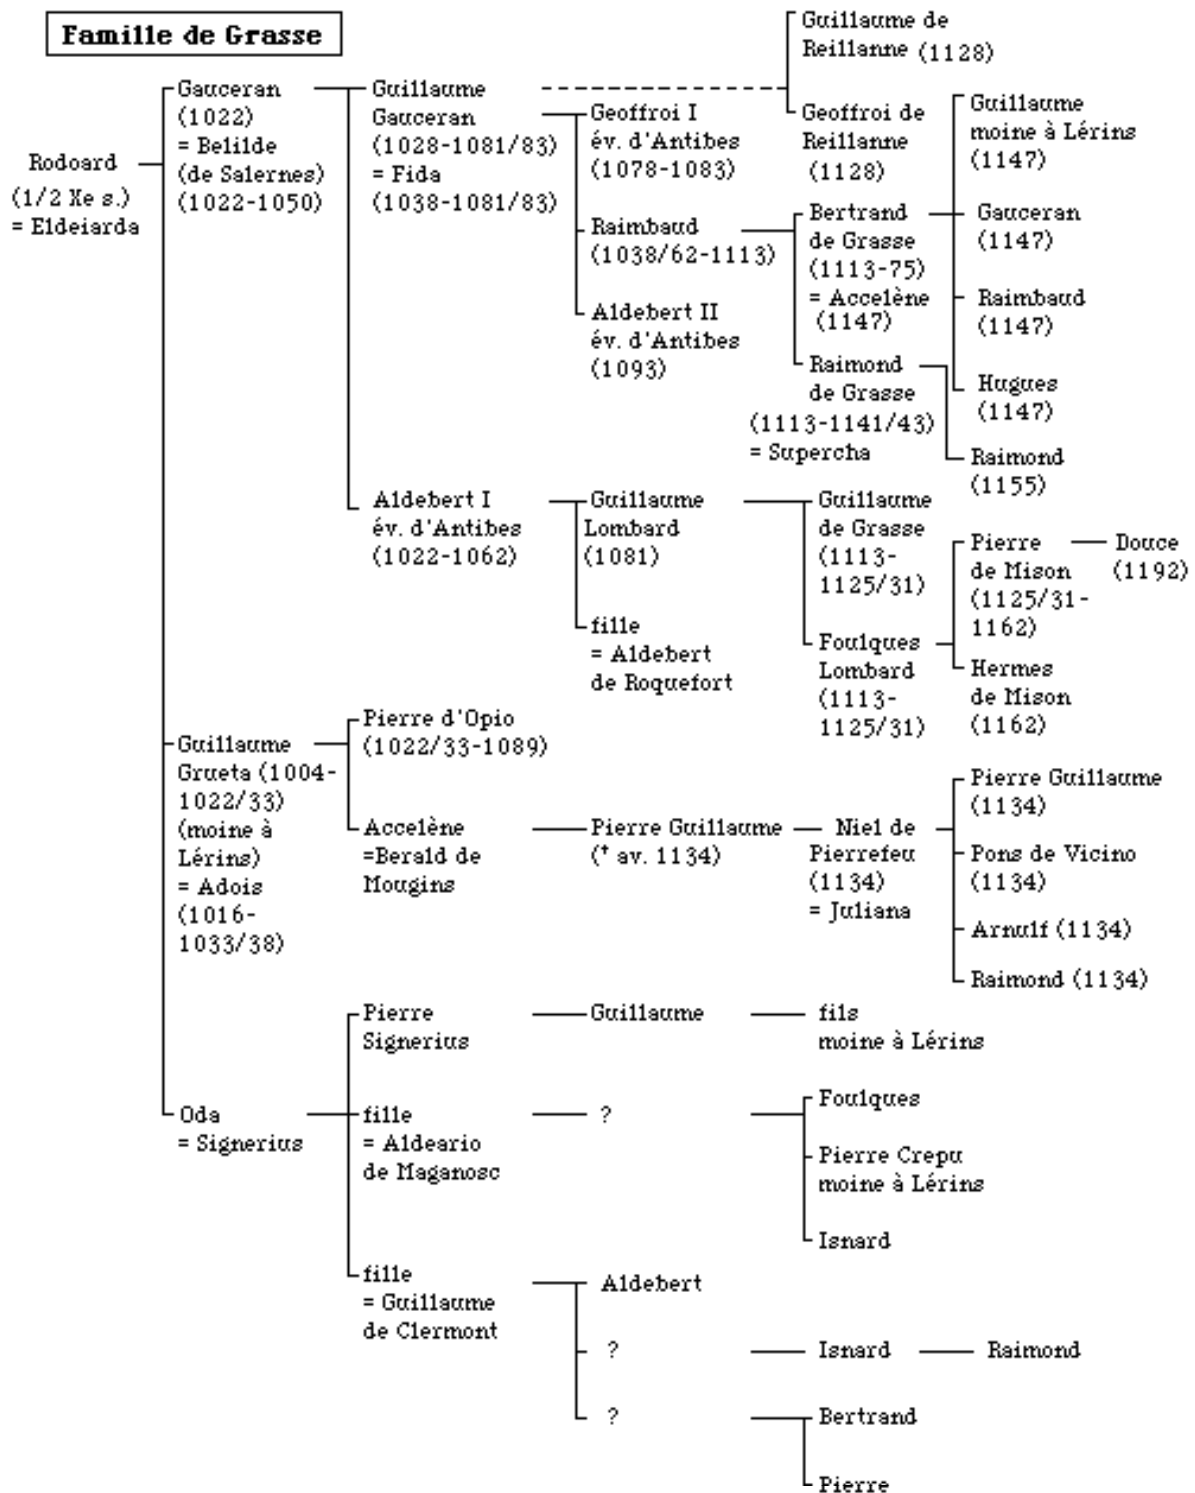 Famille de Grasse
Rodoard
(1/2 Xe s.)
= Eldeiarda
Gauceran
(1022)
= Belilde
(de Salernes)
(1022-1050)
Guillaume
Gauceran
(1028-1081/83)
= Fida
(1038-1081/83)
Guillaume de
Reillanne (1128)
Geoffroi de
Reillanne
(1128)
Geoffroi I
év. d'Antibes
(1078-1083)
Raimbaud
(1038/62-1113)
Aldebert II
év. d'Antibes
(1093)
Bertrand
de Grasse
(1113-75)
= Accelène
(1147)
Guillaume
moine à Lérins
(1147)
Gauceran
(1147)
Raimbaud
(1147)
Hugues
(1147)
Raimond
de Grasse
(1113-1141/43)
= Supercha
Raimond
(1155)
Aldebert I
év. d'Antibes
(1022-1062)
Guillaume
Lombard
(1081)
fille
= Aldebert
de Roquefort
Guillaume
de Grasse
(1113-
1125/31)
Foulques
Lombard
(1113-
1125/31)
Pierre
de Mison
(1125/31-
1162)
Douce
(1192)
Hermes
de Mison
(1162)
Guillaume
Grueta (1004-
1022/33)
(moine à
Lérins)
= Adois
(1016-
1033/38)
Pierre d'Opio
(1022/33-1089)
Accelène
=Berald de
Mougins
Pierre Guillaume
(† av. 1134)
Niel de
Pierrefeu
(1134)
= Juliana
Pierre Guillaume
(1134)
Pons de Vicino
(1134)
Arnulf (1134)
Raimond (1134)
Oda
= Signerius
Pierre
Signerius
Guillaume
fils
moine à Lérins
fille
= Aldeario
de Maganosc
?
Foulques
Pierre Crepu
moine à Lérins
Isnard
fille
= Guillaume
de Clermont
Aldebert
?
Isnard
Raimond
?
Bertrand
Pierre